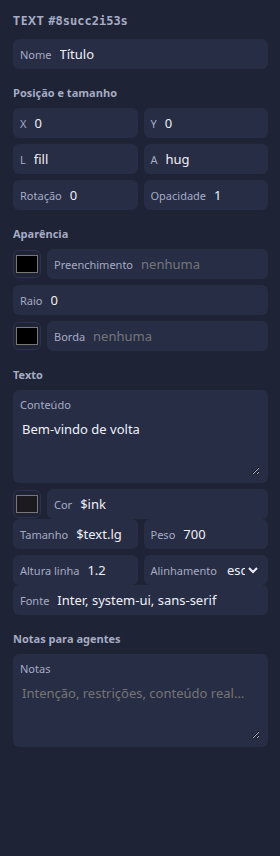 TEXT #8succ2i53s
Nome Título
Posição e tamanho
X 0 Y 0
L fill A hug
Rotação 0 Opacidade 1
Aparência
Preenchimento nenhuma
Raio 0
Borda nenhuma
Texto
Conteúdo
Bem-vindo de volta
Cor $ink
Tamanho $text.lg Peso 700
Altura linha 1.2 Alinhamento
Fonte Inter, system-ui, sans-serif
Notas para agentes
Notas
Intenção, restrições, conteúdo real...